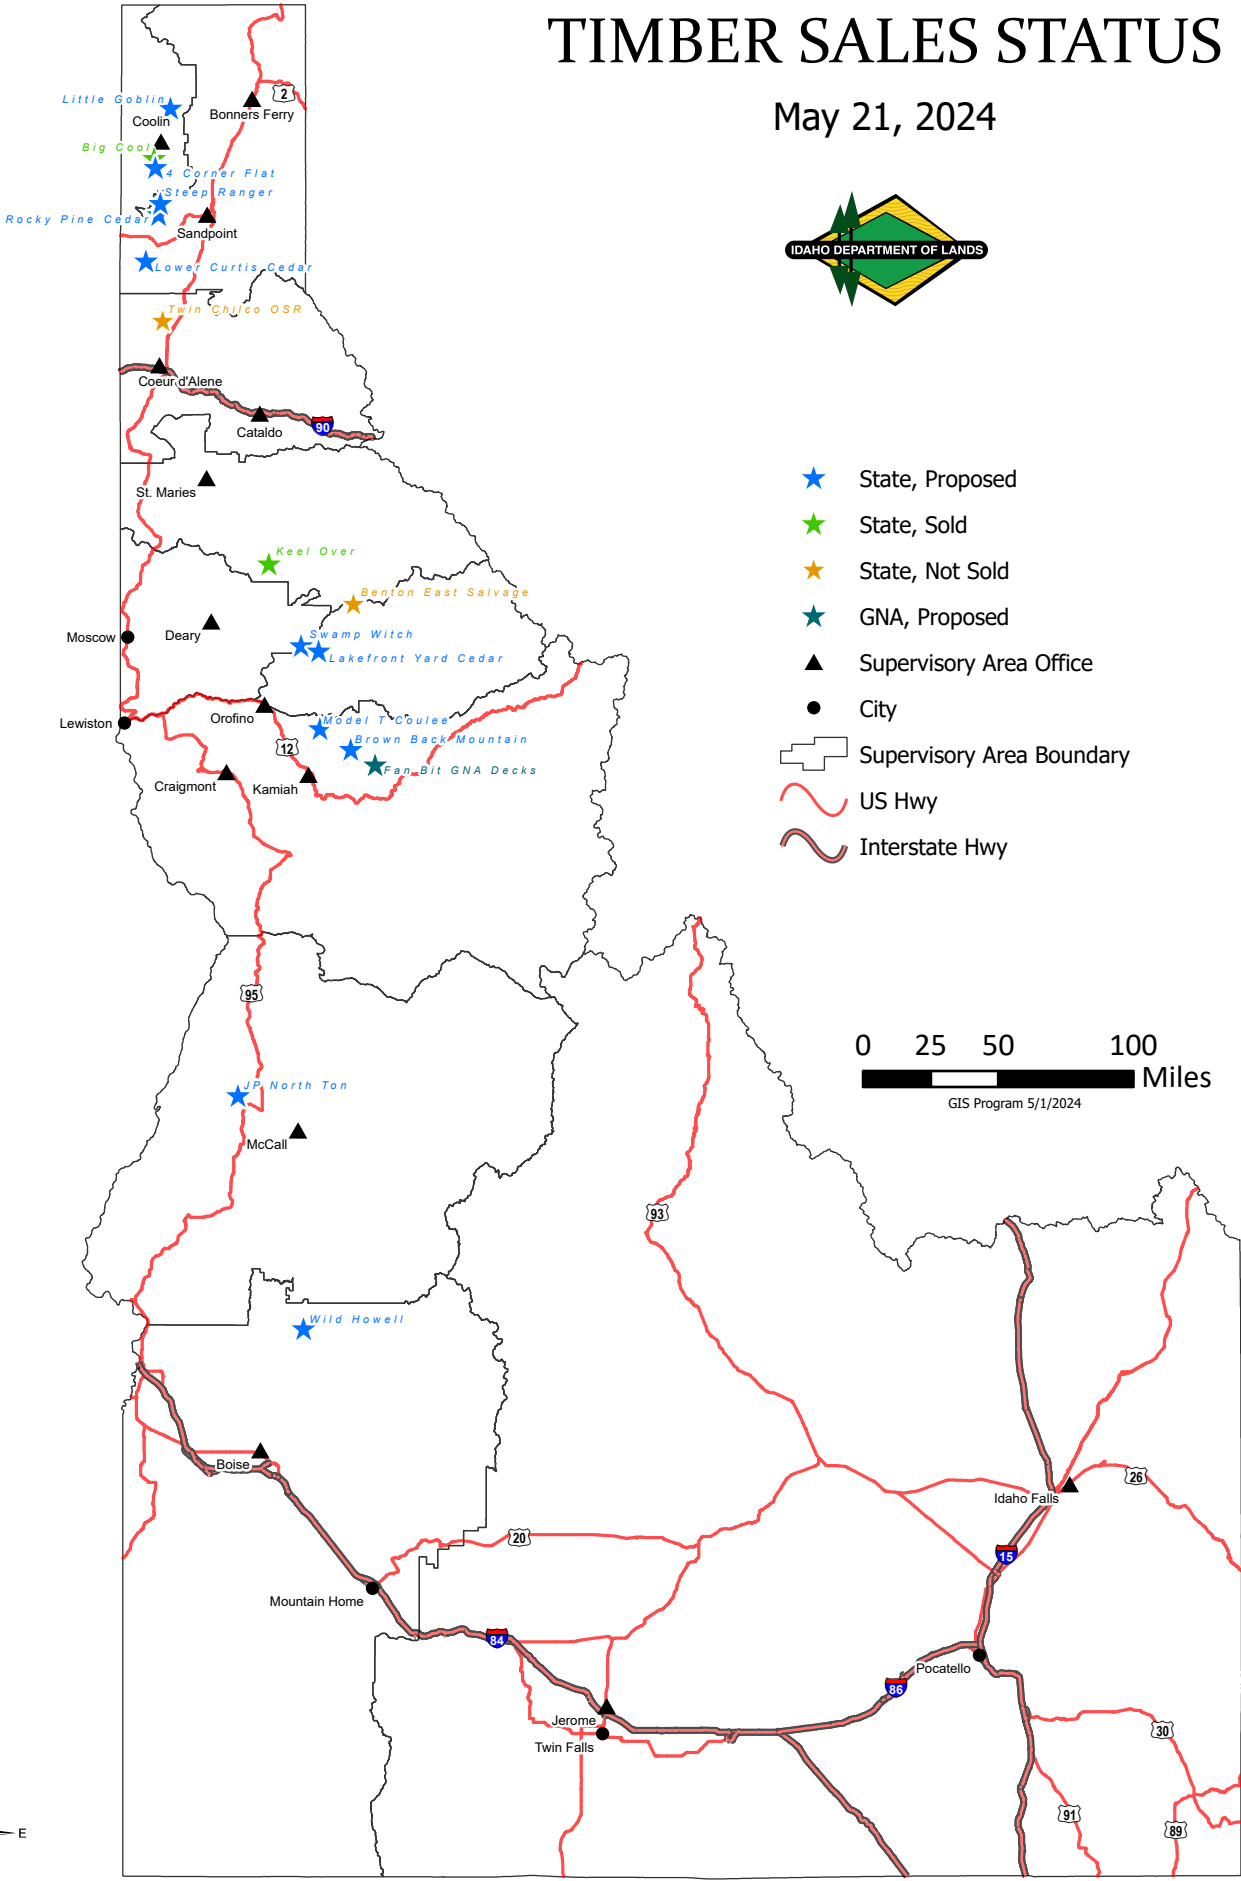 TIMBER SALES STATUS
May 21, 2024
IDAHO DEPARTMENT OF LANDS
2
Little Goblin
Bonners Ferry
Coolin
Big Cool
4 Corner Flat
Steep Ranger
Rocky Pine Cedar
Sandpoint
Lower Curtis Cedar
Twin Chilco OSR
Coeur d'Alene
90
Cataldo
St. Maries
State, Proposed
State, Sold
State, Not Sold
GNA, Proposed
Supervisory Area Office
City
Supervisory Area Boundary
US Hwy
Interstate Hwy
Keel Over
Benton East Salvage
Moscow
Deary
Swamp Witch
Lakefront Yard Cedar
Lewiston
Orofino
Model T Coulee
12
Brown Back Mountain
Fan Bit GNA Decks
Craigmont
Kamiah
95
0 25 50 100
Miles
GIS Program 5/1/2024
JP North Ton
McCall
93
Wild Howell
Boise
26
Idaho Falls
20
15
Mountain Home
84
Pocatello
86
Jerome
Twin Falls
30
91
89
E